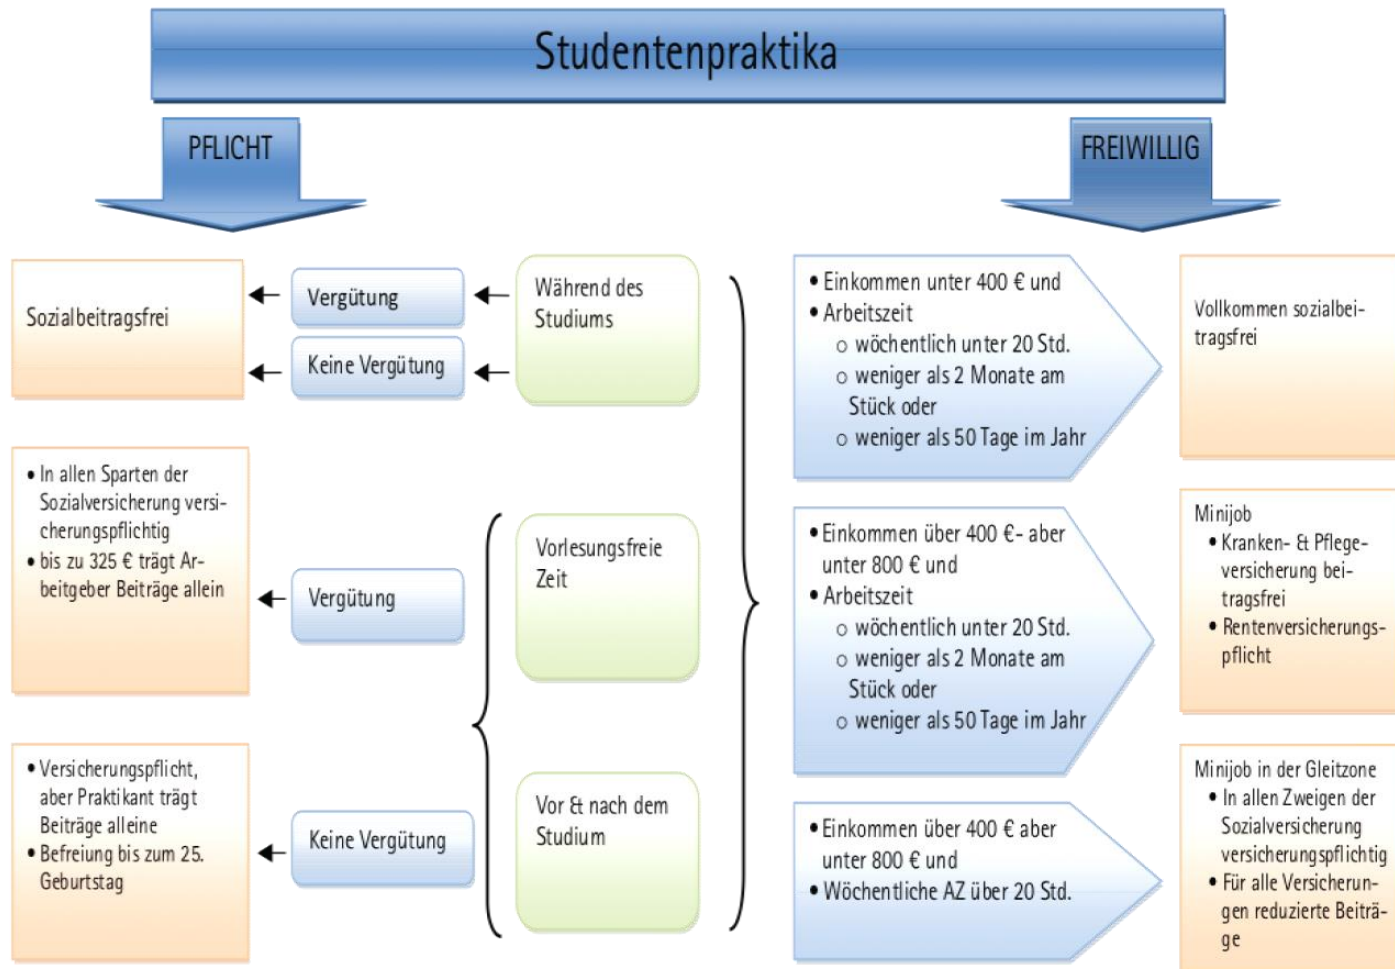 Studentenpraktika
PFLICHT
FREIWILLIG
Sozialbeitragsfrei
Vergütung
Keine Vergütung
Während des
Studiums
• In allen Sparten der
Sozialversicherung versi-
cherungspflichtig
• bis zu 325 € trägt Ar-
beitgeber Beiträge allein
Vergütung
Vorlesungsfreie
Zeit
• Versicherungspflicht,
aber Praktikant trägt
Beiträge alleine
• Befreiung bis zum 25.
Geburtstag
Keine Vergütung
Vor & nach dem
Studium
• Einkommen unter 400 € und
• Arbeitszeit
o wöchentlich unter 20 Std.
o weniger als 2 Monate am
Stück oder
o weniger als 50 Tage im Jahr
Vollkommen sozialbei-
tragsfrei
• Einkommen über 400 €- aber
unter 800 € und
• Arbeitszeit
o wöchentlich unter 20 Std.
o weniger als 2 Monate am
Stück oder
o weniger als 50 Tage im Jahr
Minijob
• Kranken- & Pflege-
versicherung bei-
tragsfrei
• Rentenversicherungs-
pflicht
• Einkommen über 400 € aber
unter 800 € und
• Wöchentliche AZ über 20 Std.
Minijob in der Gleitzone
• In allen Zweigen der
Sozialversicherung
versicherungspflichtig
• Für alle Versicherun-
gen reduzierte Beiträ-
ge